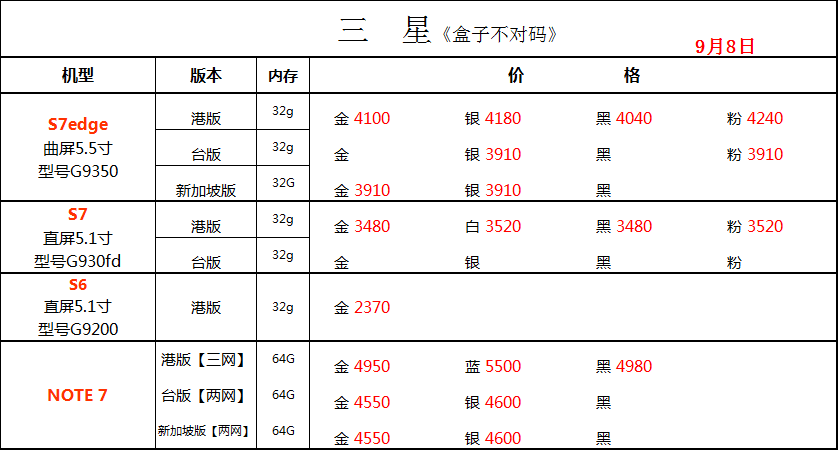 三 星《盒子不对码》
9月8日
机型 版本 内存 价 格
S7edge
曲屏5.5寸
型号G9350
港版 32g 金 4100 银 4180 黑 4040 粉 4240
台版 32g 金 银 3910 黑 粉 3910
新加坡版 32G 金 3910 银 3910 黑
S7
直屏5.1寸
型号G930fd
港版 32g 金 3480 白 3520 黑 3480 粉 3520
台版 32g 金 银 黑 粉
S6
直屏5.1寸
型号G9200
港版 32g 金 2370
NOTE 7
港版【三网】 64G 金 4950 蓝 5500 黑 4980
台版【两网】 64G 金 4550 银 4600 黑
新加坡版【两网】 64G 金 4550 银 4600 黑